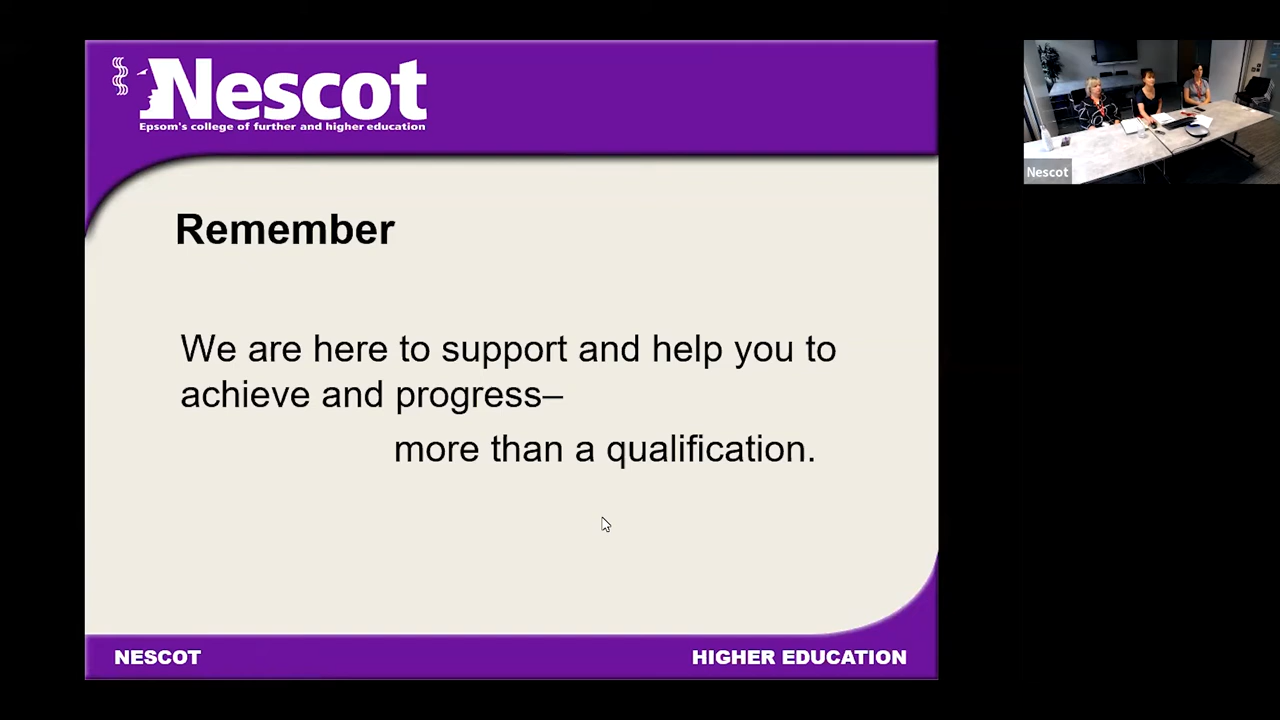 Nescot
Epsom's college of further and higher education
Remember
We are here to support and help you to
achieve and progress–
more than a qualification.
NESCOT
HIGHER EDUCATION
Nescot